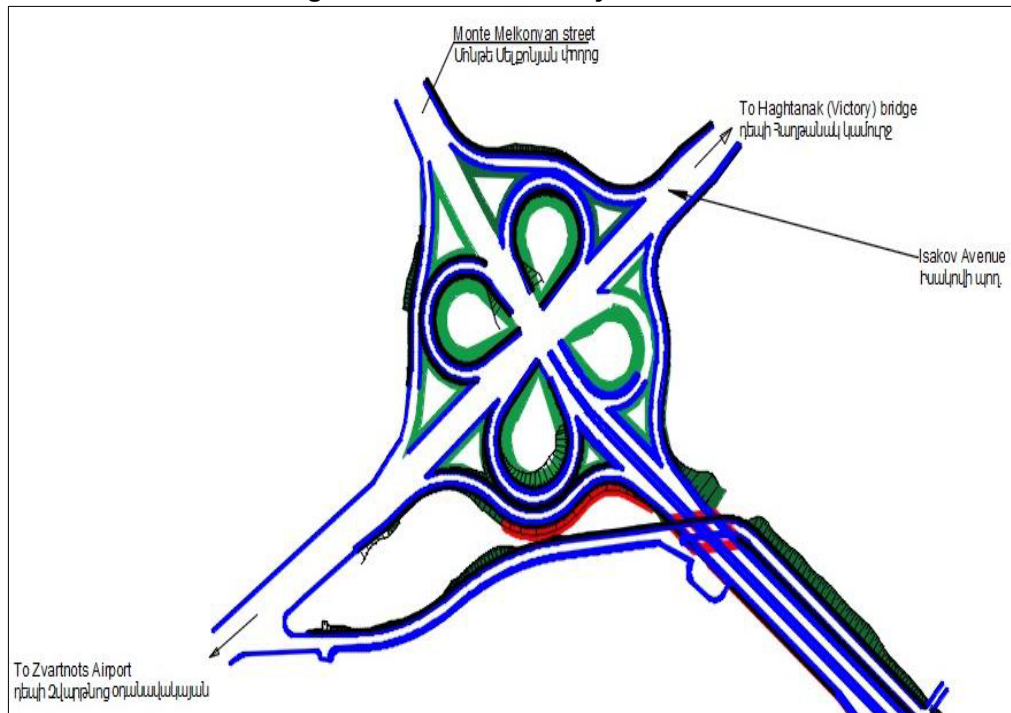 Monte Melkonyan street
Մոնթե Մելքոնյան փողոց
To Haghtanak (Victory) bridge
դեպի Հաղթանակ կամուրջ
Isakov Avenue
Իսակովի պող.
To Zvartnots Airport
դեպի Զվարթնոց օդանավակայան